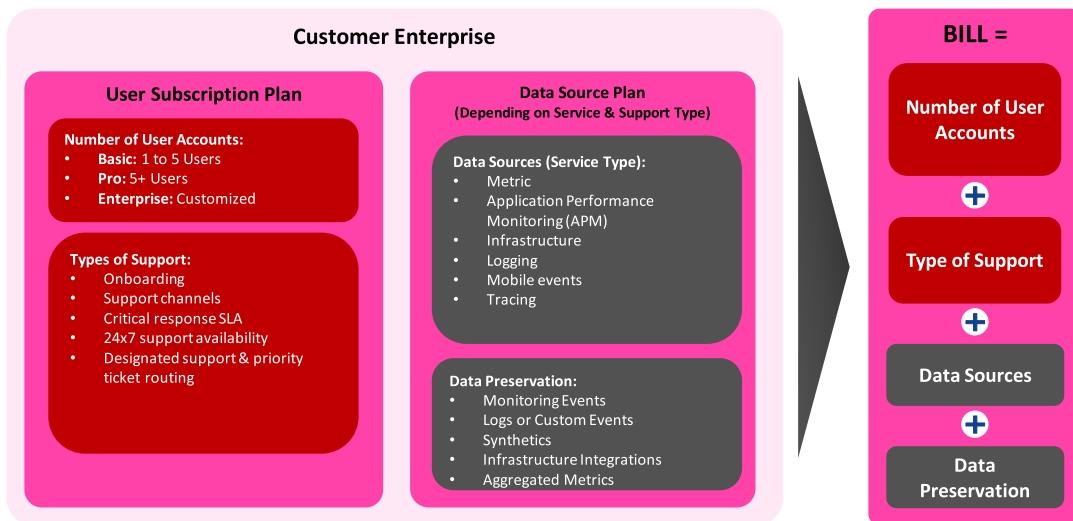 Customer Enterprise
User Subscription Plan
Number of User Accounts:
• Basic: 1 to 5 Users
• Pro: 5+ Users
• Enterprise: Customized
Types of Support:
• Onboarding
• Support channels
• Critical response SLA
• 24x7 support availability
• Designated support & priority
ticket routing
Data Source Plan
(Depending on Service & Support Type)
Data Sources (Service Type):
• Metric
• Application Performance
Monitoring (APM)
• Infrastructure
• Logging
• Mobile events
• Tracing
Data Preservation:
• Monitoring Events
• Logs or Custom Events
• Synthetics
• Infrastructure Integrations
• Aggregated Metrics
BILL =
Number of User
Accounts
+
Type of Support
+
Data Sources
+
Data
Preservation